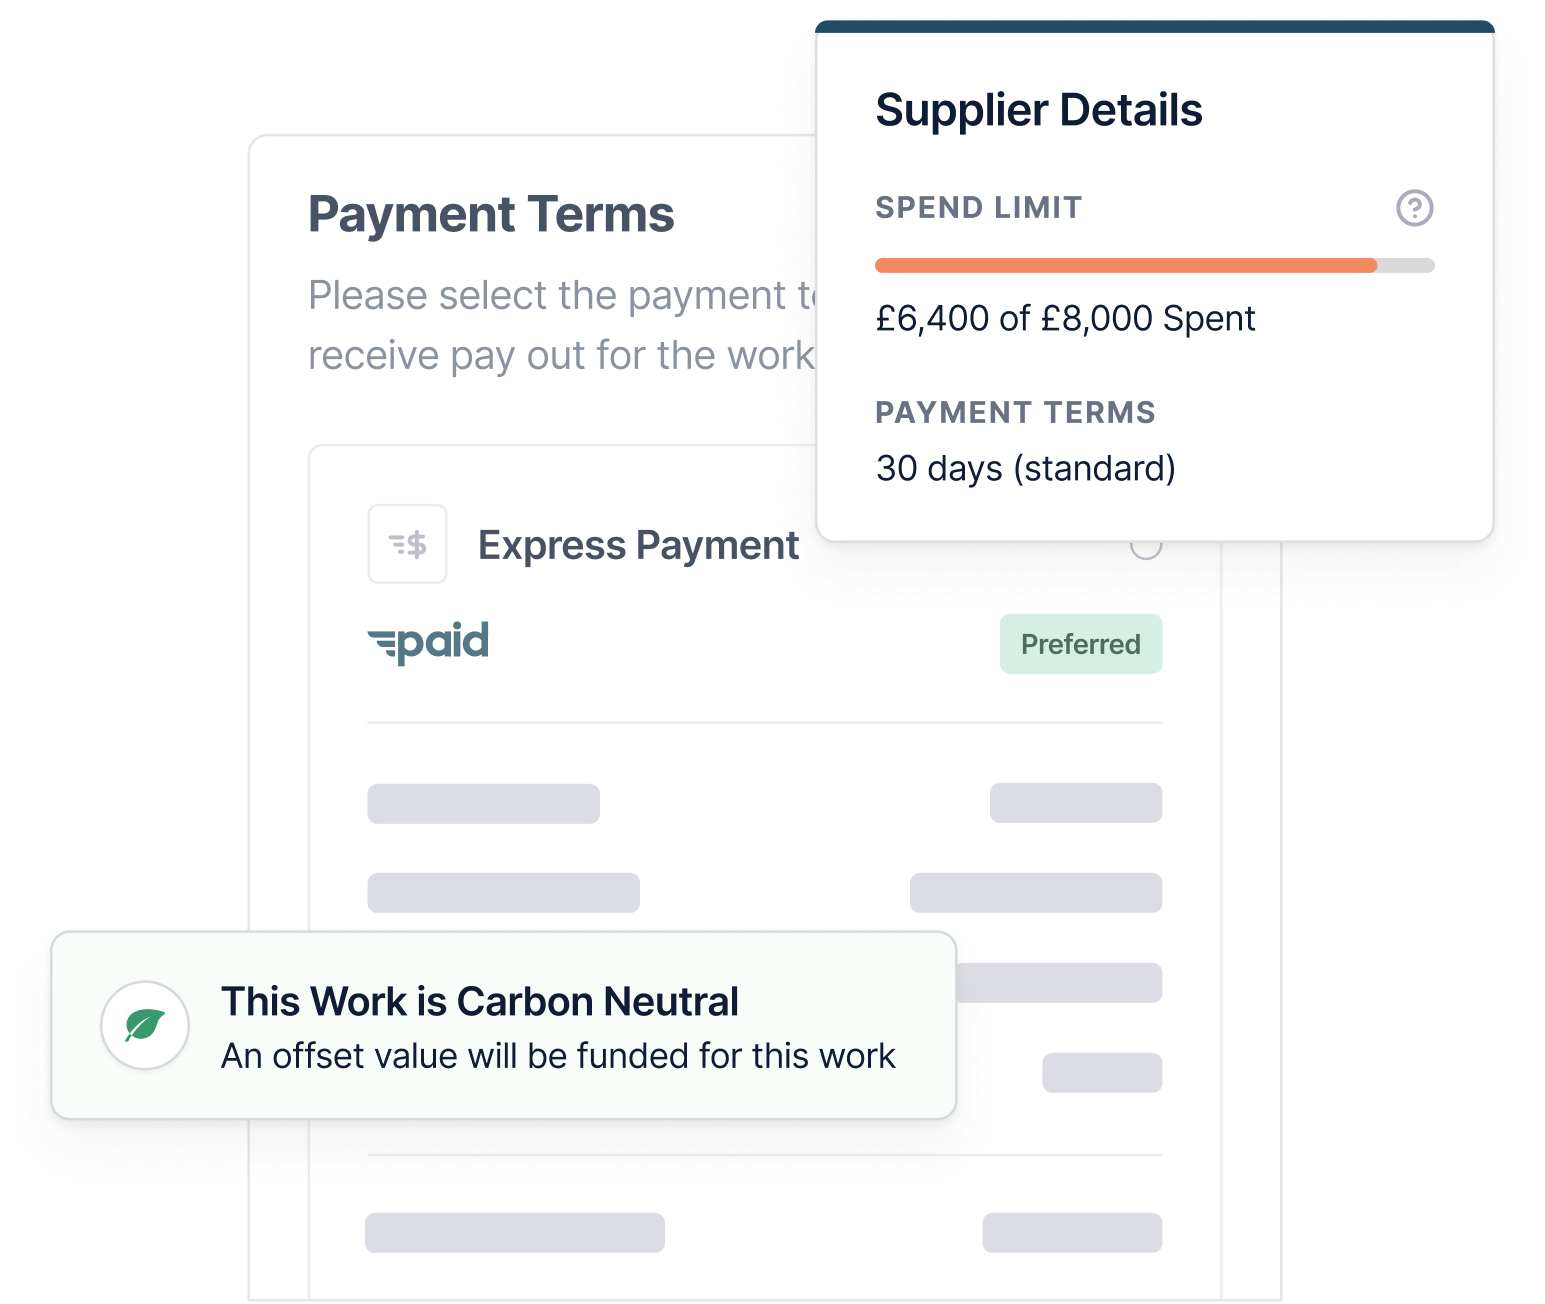 Supplier Details
SPEND LIMIT
£6,400 of £8,000 Spent
PAYMENT TERMS
30 days (standard)
Payment Terms
Please select the payment
receive pay out for the work
Express Payment
paid
Preferred
This Work is Carbon Neutral
An offset value will be funded for this work